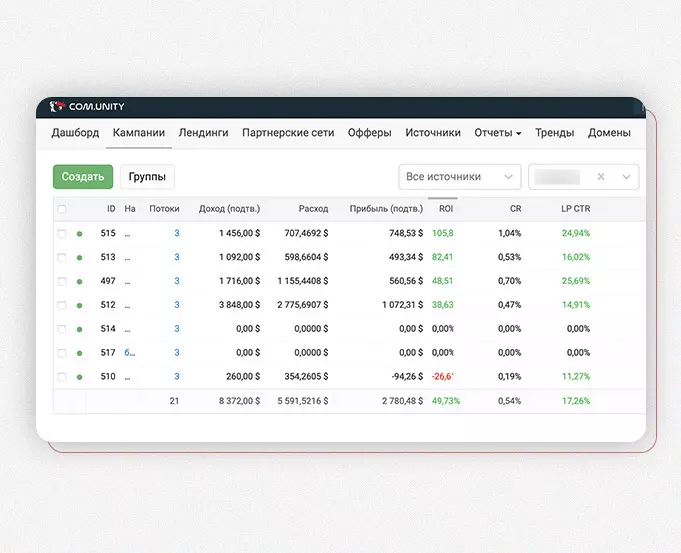 COM.UNITY
Дашборд Кампании Лендинги Партнерские сети Офферы Источники Отчеты Тренды Домены
Создать Группы Все источники
ID На Потоки Доход (подтв.) Расход Прибыль (подтв.) ROI CR LP CTR
515 ... 3 1 456,00 $ 707,4692 $ 748,53 $ 105,8 1,04% 24,94%
513 ... 3 1 092,00 $ 598,6604 $ 493,34 $ 82,41 0,53% 16,02%
497 ... 3 1 716,00 $ 1 155,4408 $ 560,56 $ 48,51 0,70% 25,69%
512 ... 3 3 848,00 $ 2 775,6907 $ 1 072,31 $ 38,63 0,47% 14,91%
514 ... 3 0,00 $ 0,0000 $ 0,00 $ 0,00% 0,00% 0,00%
517 б... 3 0,00 $ 0,0000 $ 0,00 $ 0,00% 0,00% 0,00%
510 ... 3 260,00 $ 354,2605 $ -94,26 $ -26,6 0,19% 11,27%
21 8 372,00 $ 5 591,5216 $ 2 780,48 $ 49,73% 0,54% 17,26%